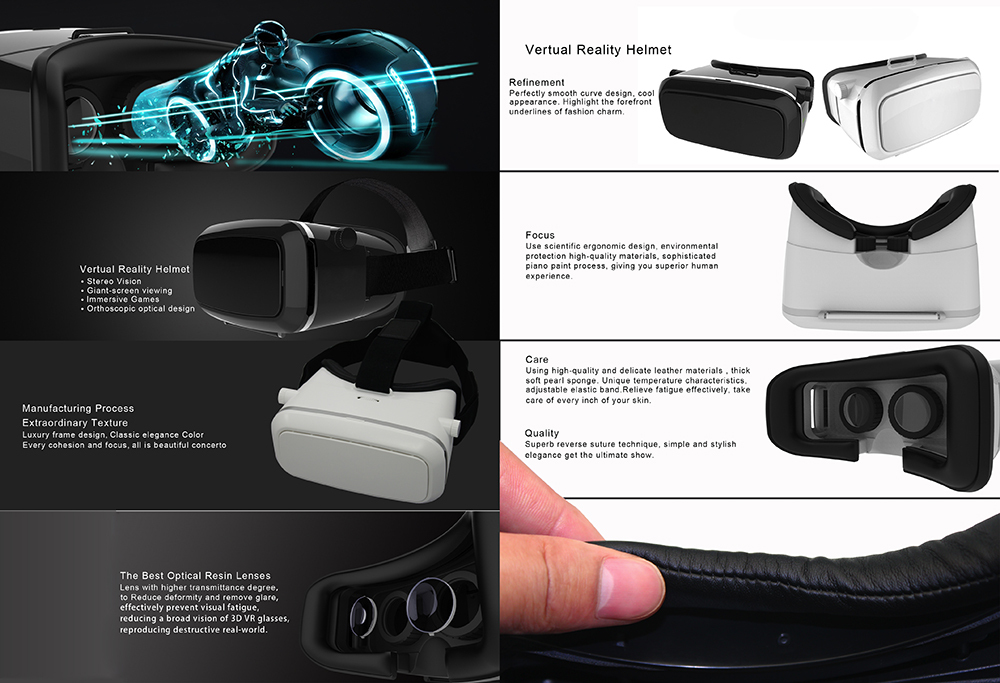 Vertual Reality Helmet
• Stereo Vision
• Giant-screen viewing
• Immersive Games
• Orthoscopic optical design
Manufacturing Process
Extraordinary Texture
Luxury frame design, Classic elegance Color
Every cohesion and focus, all is beautiful concerto
The Best Optical Resin Lenses
Lens with higher transmittance degree,
to Reduce deformity and remove glare,
effectively prevent visual fatigue,
reducing a broad vision of 3D VR glasses,
reproducing destructive real-world.
Vertual Reality Helmet
Refinement
Perfectly smooth curve design, cool
appearance. Highlight the forefront
underlines of fashion charm.
Focus
Use scientific ergonomic design, environmental
protection high-quality materials, sophisticated
piano paint process, giving you superior human
experience.
Care
Using high-quality and delicate leather materials , thick
soft pearl sponge. Unique temperature characteristics,
adjustable elastic band.Relieve fatigue effectively, take
care of every inch of your skin.
Quality
Superb reverse suture technique, simple and stylish
elegance get the ultimate show.